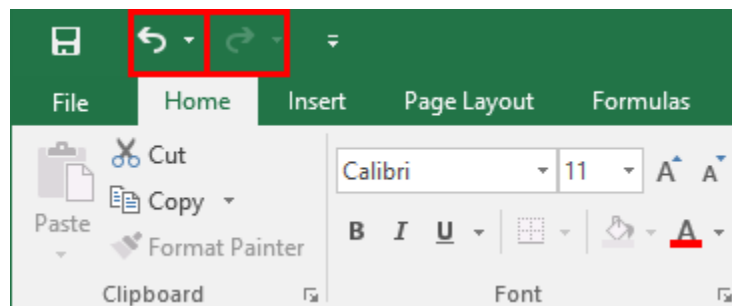 File Home Insert Page Layout Formulas
Cut
Calibri 11 A A
Copy
Paste
B I U A
Format Painter
Clipboard Font